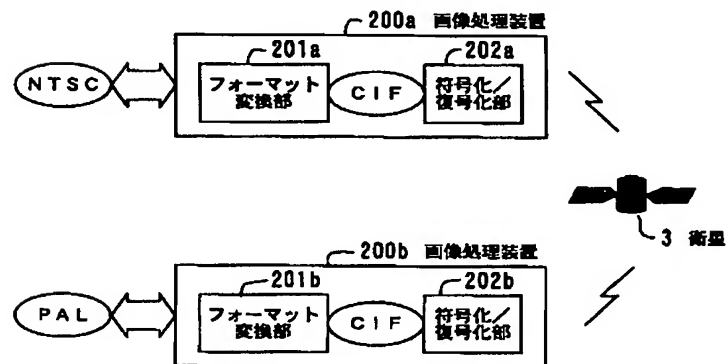 200a 画像処理装置
201a
202a
NTSC
フォーマット
変換部
CIF
符号化/
復号化部
3 衛星
200b 画像処理装置
201b
202b
PAL
フォーマット
変換部
CIF
符号化/
復号化部